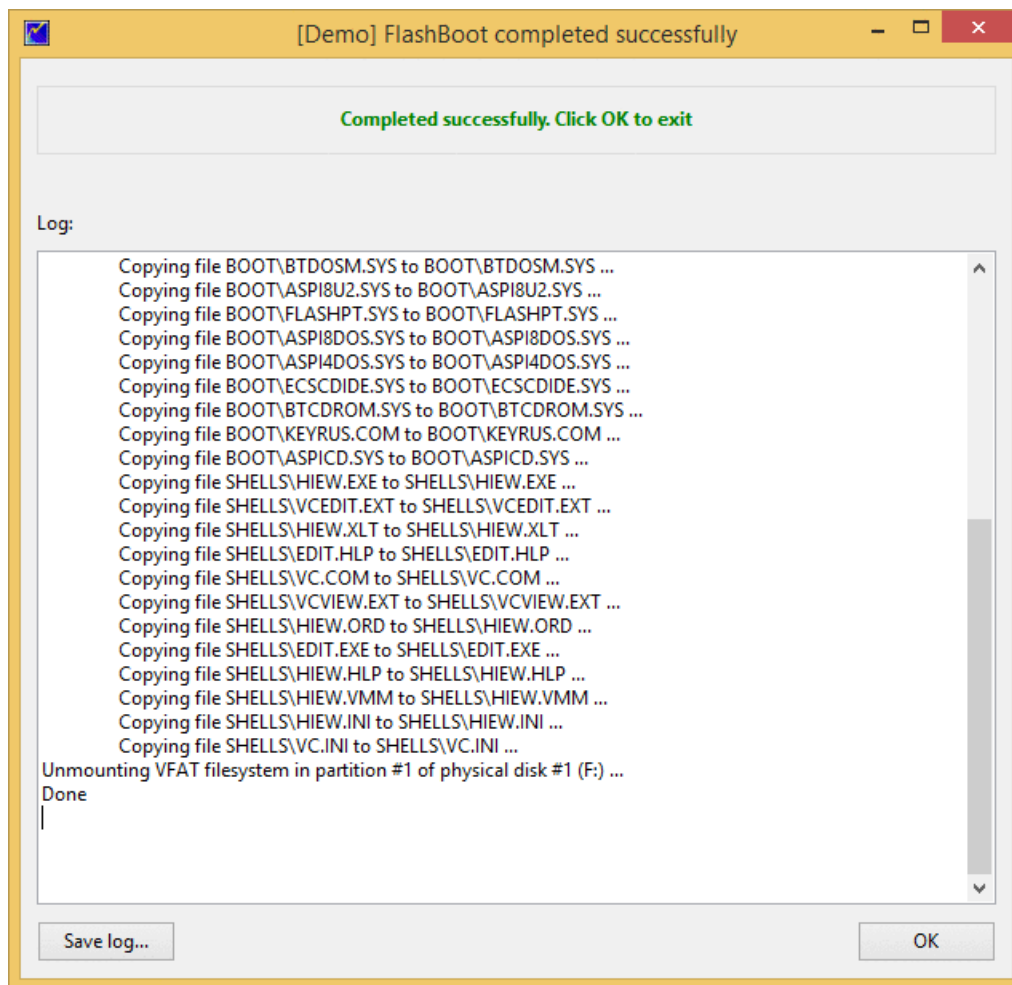 [Demo] FlashBoot completed successfully
Completed successfully. Click OK to exit
Log:
Copying file BOOT\BTDOSM.SYS to BOOT\BTDOSM.SYS ...
Copying file BOOT\ASPI8U2.SYS to BOOT\ASPI8U2.SYS ...
Copying file BOOT\FLASHPT.SYS to BOOT\FLASHPT.SYS ...
Copying file BOOT\ASPI8DOS.SYS to BOOT\ASPI8DOS.SYS ...
Copying file BOOT\ASPI4DOS.SYS to BOOT\ASPI4DOS.SYS ...
Copying file BOOT\ECSCDIDE.SYS to BOOT\ECSCDIDE.SYS ...
Copying file BOOT\BTCDROM.SYS to BOOT\BTCDROM.SYS ...
Copying file BOOT\KEYRUS.COM to BOOT\KEYRUS.COM ...
Copying file BOOT\ASPICD.SYS to BOOT\ASPICD.SYS ...
Copying file SHELLS\HIEW.EXE to SHELLS\HIEW.EXE ...
Copying file SHELLS\VCEDIT.EXT to SHELLS\VCEDIT.EXT ...
Copying file SHELLS\HIEW.XLT to SHELLS\HIEW.XLT ...
Copying file SHELLS\EDIT.HLP to SHELLS\EDIT.HLP ...
Copying file SHELLS\VC.COM to SHELLS\VC.COM ...
Copying file SHELLS\VCVIEW.EXT to SHELLS\VCVIEW.EXT ...
Copying file SHELLS\HIEW.ORD to SHELLS\HIEW.ORD ...
Copying file SHELLS\EDIT.EXE to SHELLS\EDIT.EXE ...
Copying file SHELLS\HIEW.HLP to SHELLS\HIEW.HLP ...
Copying file SHELLS\HIEW.VMM to SHELLS\HIEW.VMM ...
Copying file SHELLS\HIEW.INI to SHELLS\HIEW.INI ...
Copying file SHELLS\VC.INI to SHELLS\VC.INI ...
Unmounting VFAT filesystem in partition #1 of physical disk #1 (F:) ...
Done
Save log...
OK